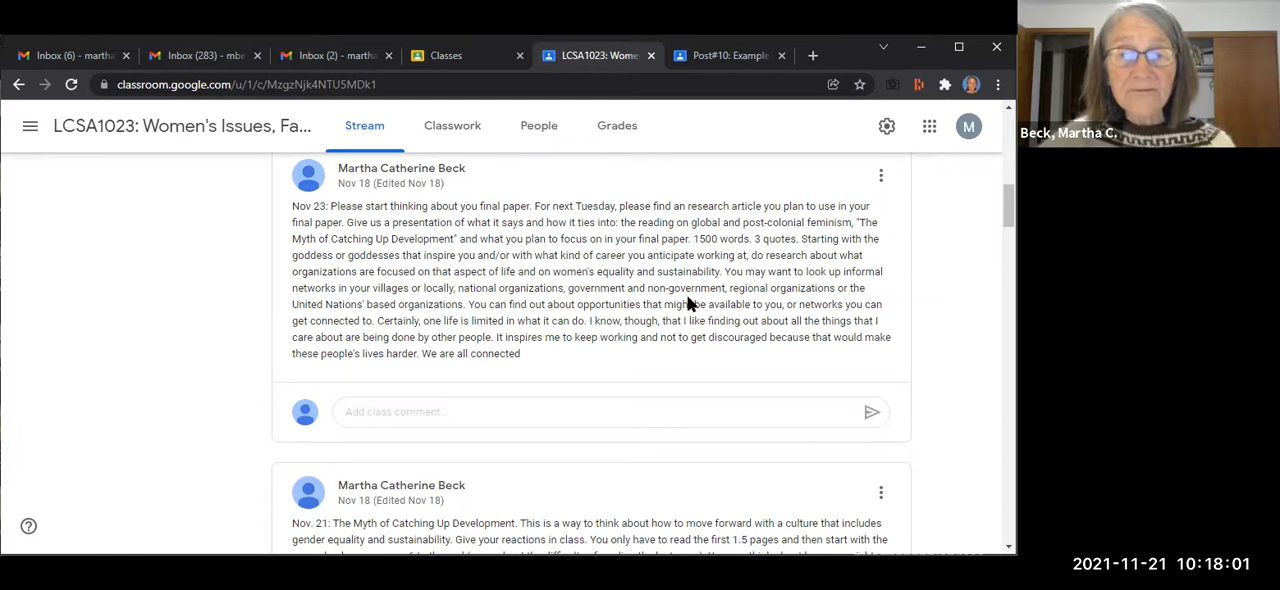 Inbox (6) - martha
Inbox (283) - mbe
Inbox (2) - martha
Classes
LCSA1023: Wome
Post#10: Example
classroom.google.com/u/1/c/MzgzNjk4NTU5MDk1
LCSA1023: Women's Issues, Fa...
Stream
Classwork
People
Grades
M
Beck, Martha C.
Martha Catherine Beck
Nov 18 (Edited Nov 18)
Nov 23: Please start thinking about you final paper. For next Tuesday, please find an research article you plan to use in your
final paper. Give us a presentation of what it says and how it ties into: the reading on global and post-colonial feminism, "The
Myth of Catching Up Development" and what you plan to focus on in your final paper. 1500 words. 3 quotes. Starting with the
goddess or goddesses that inspire you and/or with what kind of career you anticipate working at, do research about what
organizations are focused on that aspect of life and on women's equality and sustainability. You may want to look up informal
networks in your villages or locally, national organizations, government and non-government, regional organizations or the
United Nations' based organizations. You can find out about opportunities that might be available to you, or networks you can
get connected to. Certainly, one life is limited in what it can do. I know, though, that I like finding out about all the things that I
care about are being done by other people. It inspires me to keep working and not to get discouraged because that would make
these people's lives harder. We are all connected
Add class comment...
Martha Catherine Beck
Nov 18 (Edited Nov 18)
Nov. 21: The Myth of Catching Up Development. This is a way to think about how to move forward with a culture that includes
gender equality and sustainability. Give your reactions in class. You only have to read the first 1.5 pages and then start with the
2021-11-21 10:18:01